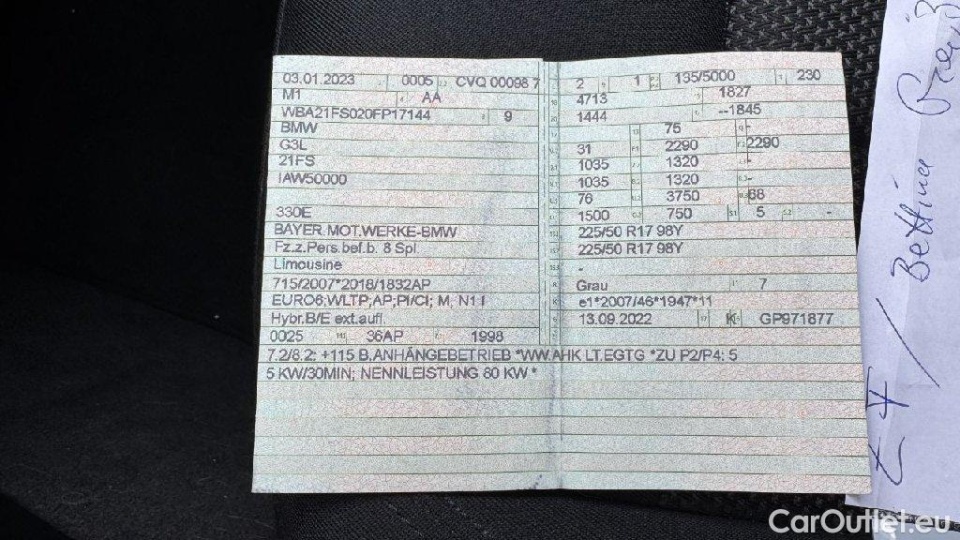 03.01.2023 0005 CVQ 00098 7
M1 AA
WBA21FS020FP17144 9
BMW
G3L
21FS
IAW50000
330E
BAYER.MOT.WERKE-BMW
Fz.z.Pers.bef.b. 8 Spl.
Limousine
715/2007*2018/1832AP
EURO6;WLTP;AP;PI/CI; M, N1 I
Hybr.B/E ext.aufl.
0025 36AP 1998
2 1 135/5000 230
4713 1827
1444 --1845
75 -
31 2290 2290
1035 1320 -
1035 1320 -
76 3750 68
1500 750 5 -
225/50 R17 98Y
225/50 R17 98Y
-
Grau 7
e1*2007/46*1947*11
13.09.2022 K GP971877
7.2/8.2: +115 B.ANHÄNGEBETRIEB *WW.AHK LT.EGTG *ZU P2/P4: 5
5 KW/30MIN; NENNLEISTUNG 80 KW *
Bettina
CarOutlet.eu